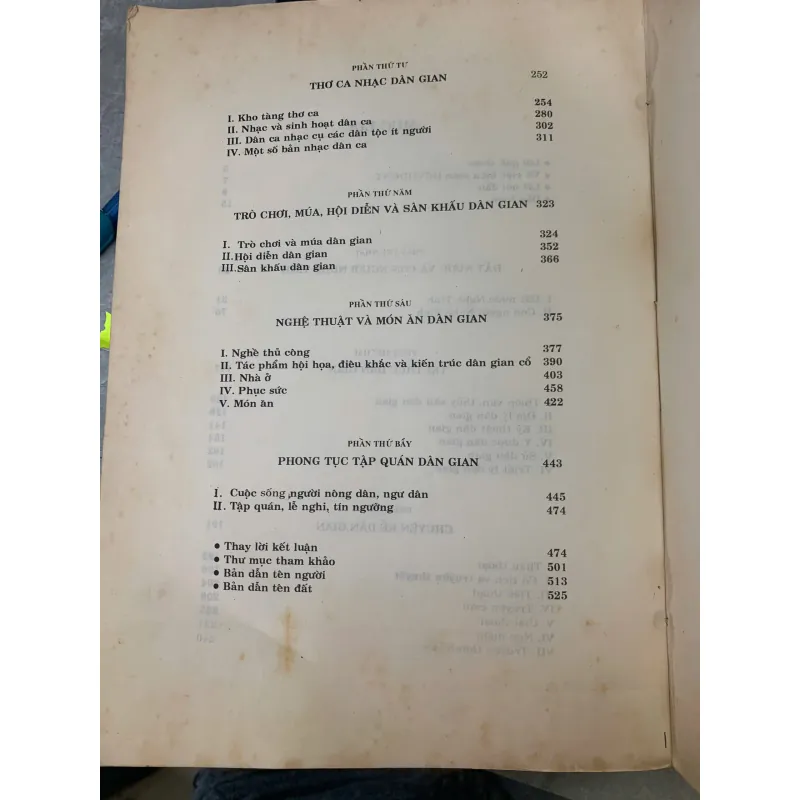 PHẦN THỨ TƯ
THƠ CA NHẠC DÂN GIAN 252
I. Kho tàng thơ ca 254
II. Nhạc và sinh hoạt dân ca 280
III. Dân ca nhạc cụ các dân tộc ít người 302
IV. Một số bản nhạc dân ca 311
PHẦN THỨ NĂM
TRÒ CHƠI, MÚA, HỘI DIỄN VÀ SÂN KHẤU DÂN GIAN 323
I. Trò chơi và múa dân gian 324
II. Hội diễn dân gian 352
III. Sân khấu dân gian 366
PHẦN THỨ SÁU
NGHỆ THUẬT VÀ MÓN ĂN DÂN GIAN 375
I. Nghề thủ công 377
II. Tác phẩm hội họa, điêu khắc và kiến trúc dân gian cổ 390
III. Nhà ở 403
IV. Phục sức 458
V. Món ăn 422
PHẦN THỨ BẨY
PHONG TỤC TẬP QUÁN DÂN GIAN 443
I. Cuộc sống người nông dân, ngư dân 445
II. Tập quán, lễ nghi, tín ngưỡng 474
• Thay lời kết luận 474
• Thư mục tham khảo 501
• Bản dẫn tên người 513
• Bản dẫn tên đất 525